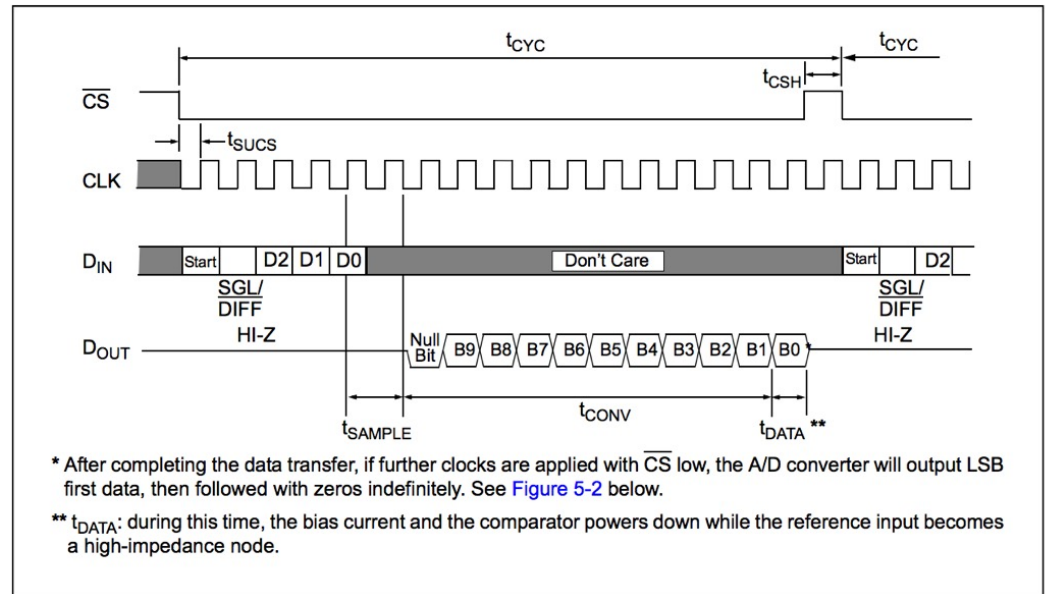 tCYC
tCYC
tCSH
CS
tSUCS
CLK
DIN
Start
D2
D1
D0
Don't Care
Start
D2
SGL/
DIFF
SGL/
DIFF
HI-Z
HI-Z
DOUT
Null
Bit
B9
B8
B7
B6
B5
B4
B3
B2
B1
B0
*
tSAMPLE
tCONV
tDATA **
* After completing the data transfer, if further clocks are applied with CS low, the A/D converter will output LSB
first data, then followed with zeros indefinitely. See Figure 5-2 below.
** tDATA: during this time, the bias current and the comparator powers down while the reference input becomes
a high-impedance node.